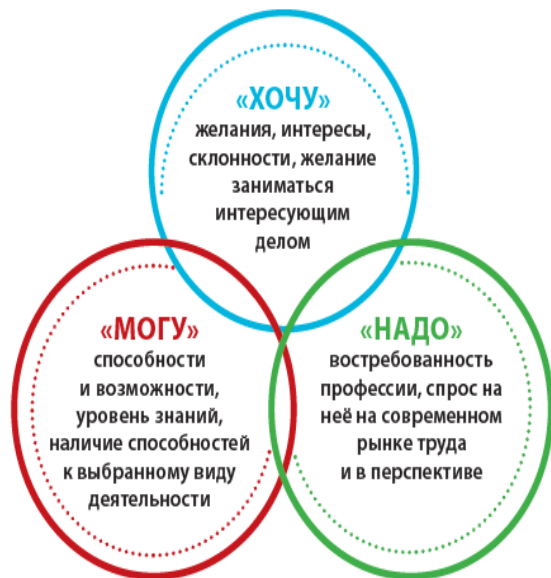 «ХОЧУ»
желания, интересы,
склонности, желание
заниматься
интересующим
делом
«МОГУ»
способности
и возможности,
уровень знаний,
наличие способностей
к выбранному виду
деятельности
«НАДО»
востребованность
профессии, спрос на
неё на современном
рынке труда
и в перспективе